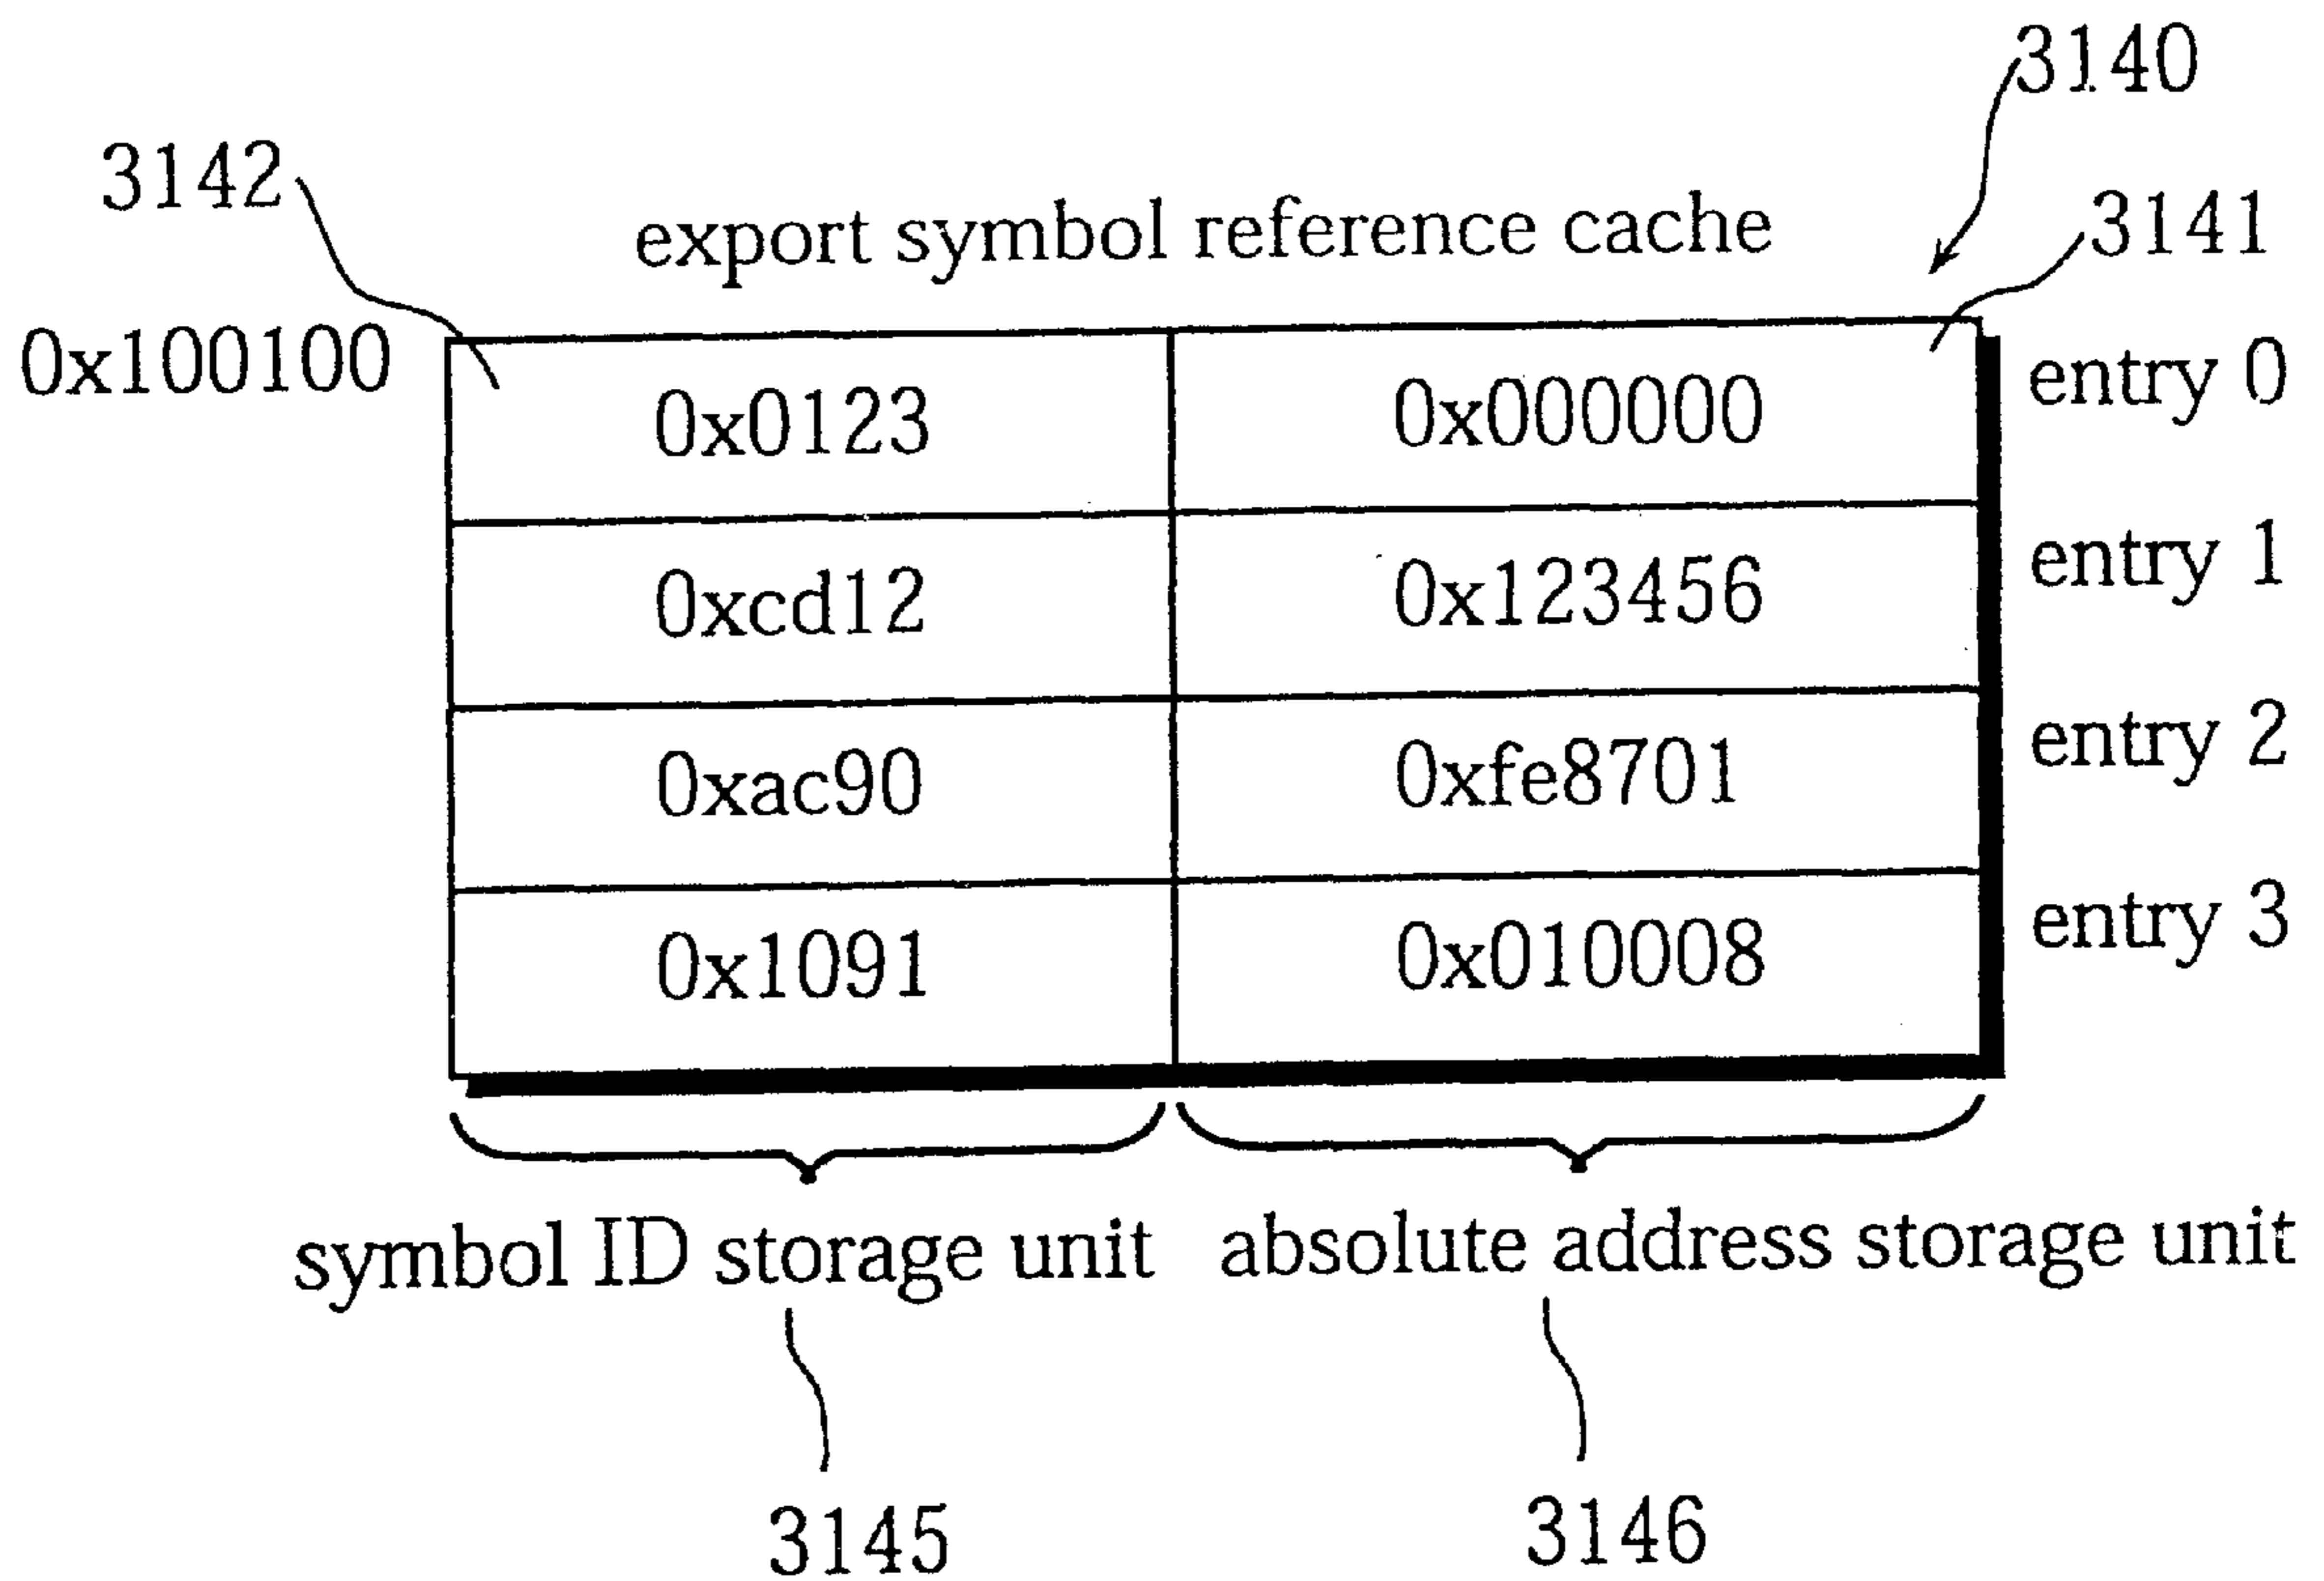 3140
3142
export symbol reference cache
3141
0x100100
0x0123 0x000000 entry 0
0xcd12 0x123456 entry 1
0xac90 0xfe8701 entry 2
0x1091 0x010008 entry 3
symbol ID storage unit absolute address storage unit
3145 3146